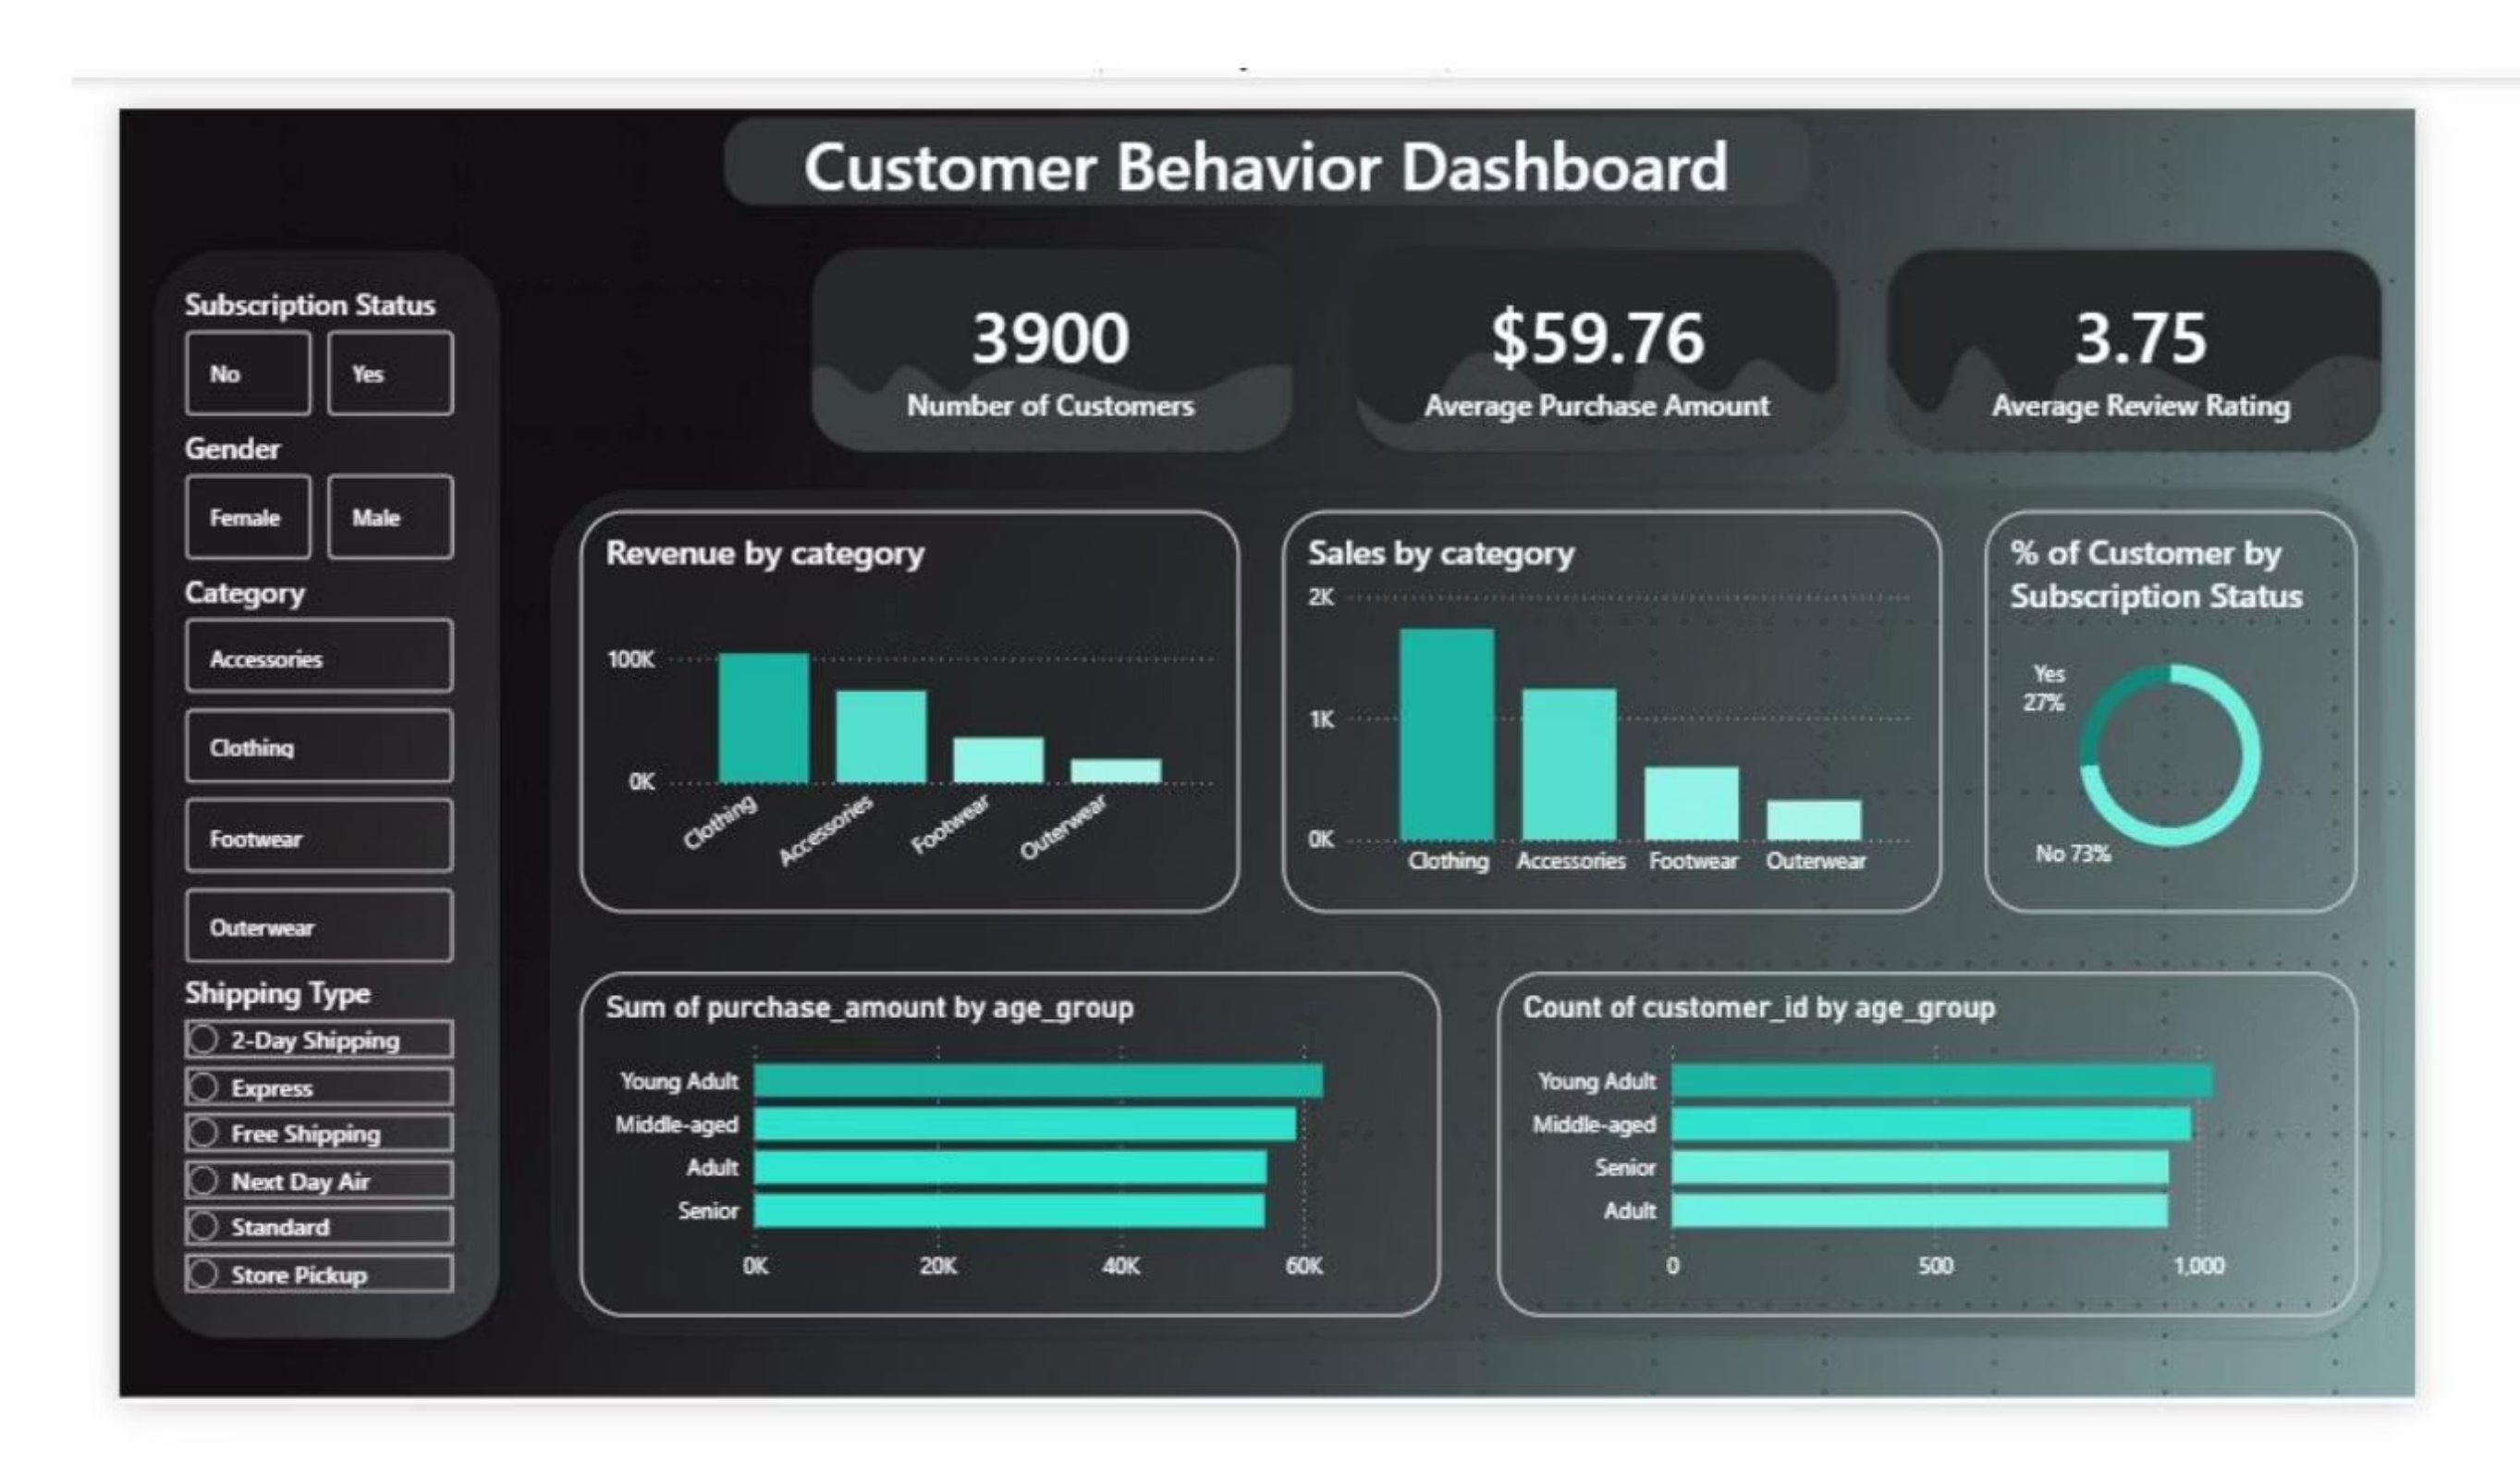 Customer Behavior Dashboard
Subscription Status
No
Yes
Gender
Female
Male
Category
Accessories
Clothing
Footwear
Outerwear
Shipping Type
2-Day Shipping
Express
Free Shipping
Next Day Air
Standard
Store Pickup
3900
Number of Customers
$59.76
Average Purchase Amount
3.75
Average Review Rating
Revenue by category
100K
0K
Clothing
Accessories
Footwear
Outerwear
Sales by category
2K
1K
0K
Clothing
Accessories
Footwear
Outerwear
% of Customer by
Subscription Status
Yes
27%
No 73%
Sum of purchase_amount by age_group
Young Adult
Middle-aged
Adult
Senior
0K
20K
40K
60K
Count of customer_id by age_group
Young Adult
Middle-aged
Senior
Adult
0
500
1,000